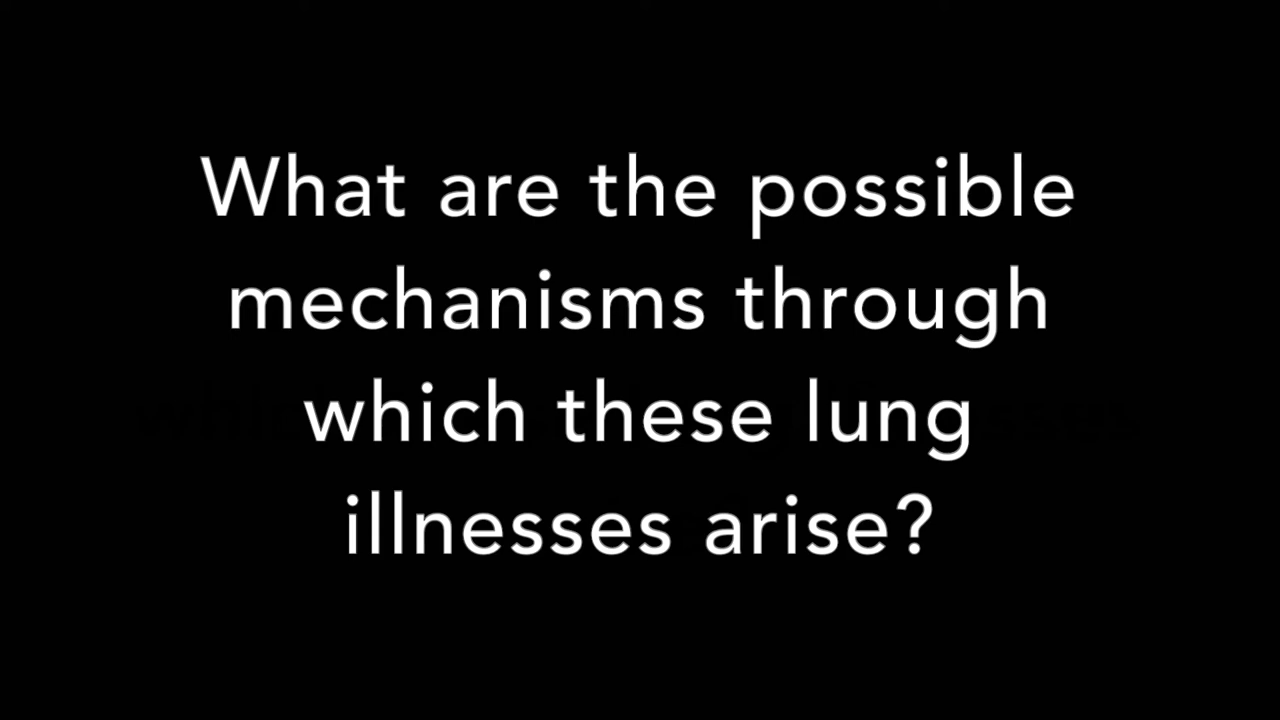 What are the possible
mechanisms through
which these lung
illnesses arise?